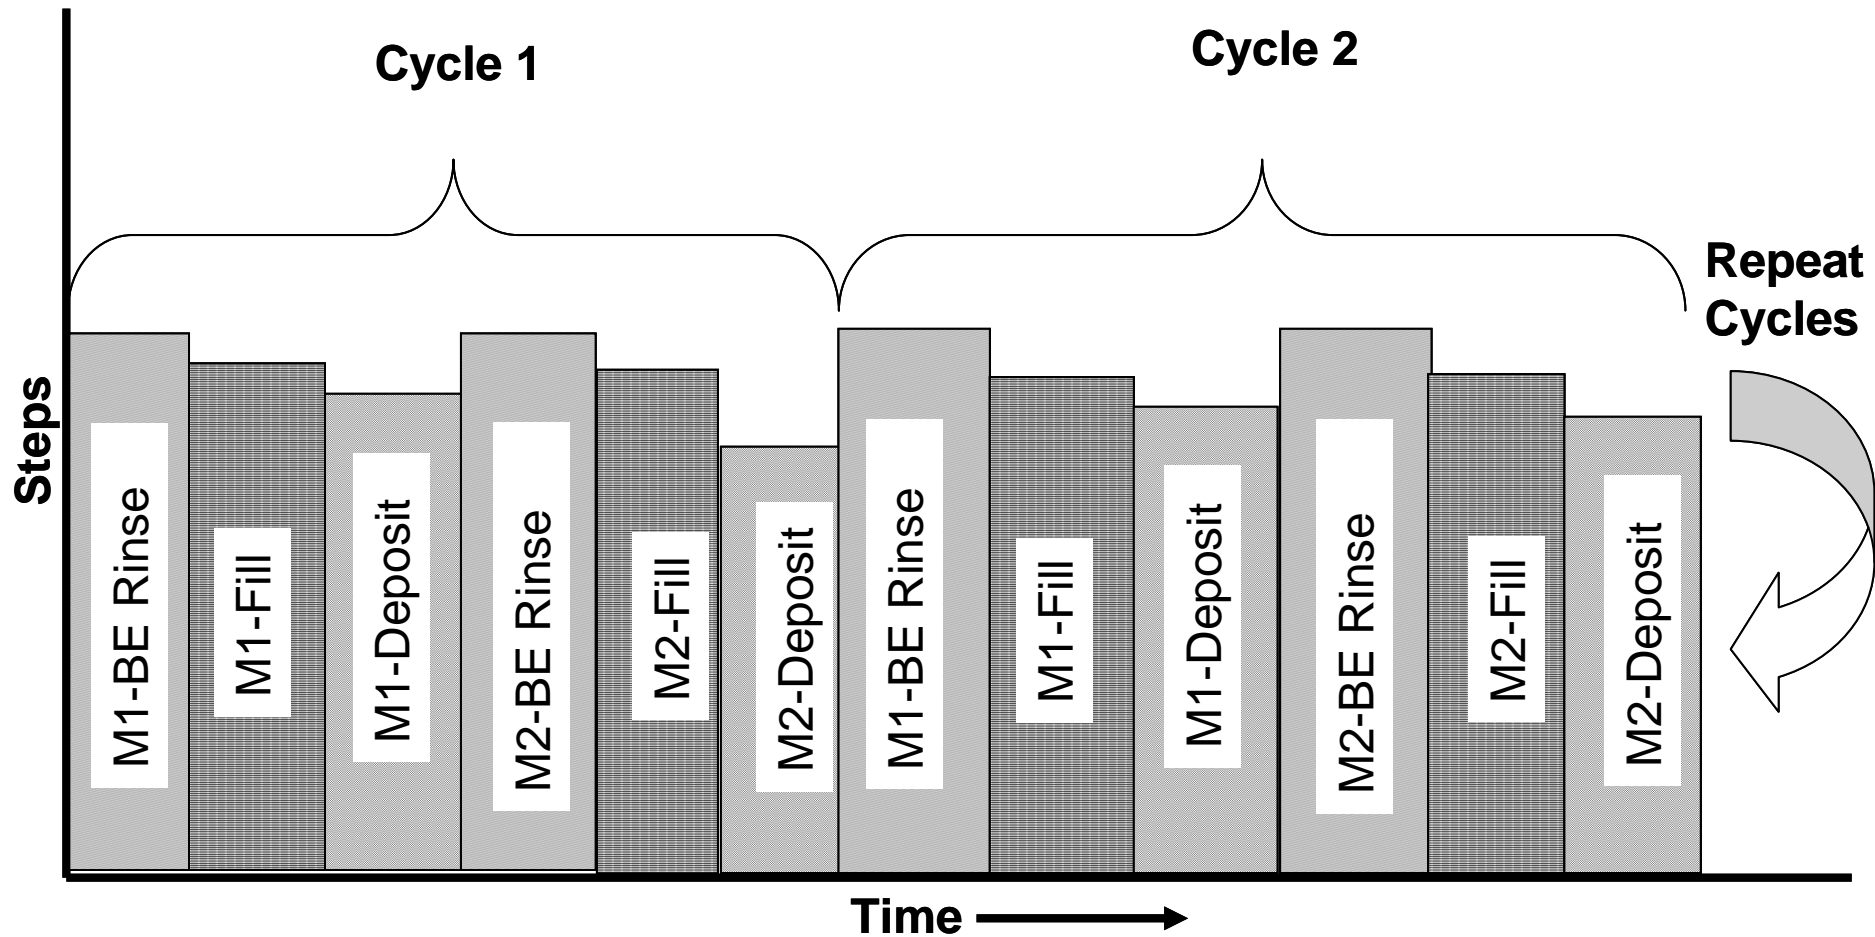 Cycle 1
Cycle 2
Repeat
Cycles
Steps
M1-BE Rinse
M1-Fill
M1-Deposit
M2-BE Rinse
M2-Fill
M2-Deposit
M1-BE Rinse
M1-Fill
M1-Deposit
M2-BE Rinse
M2-Fill
M2-Deposit
Time